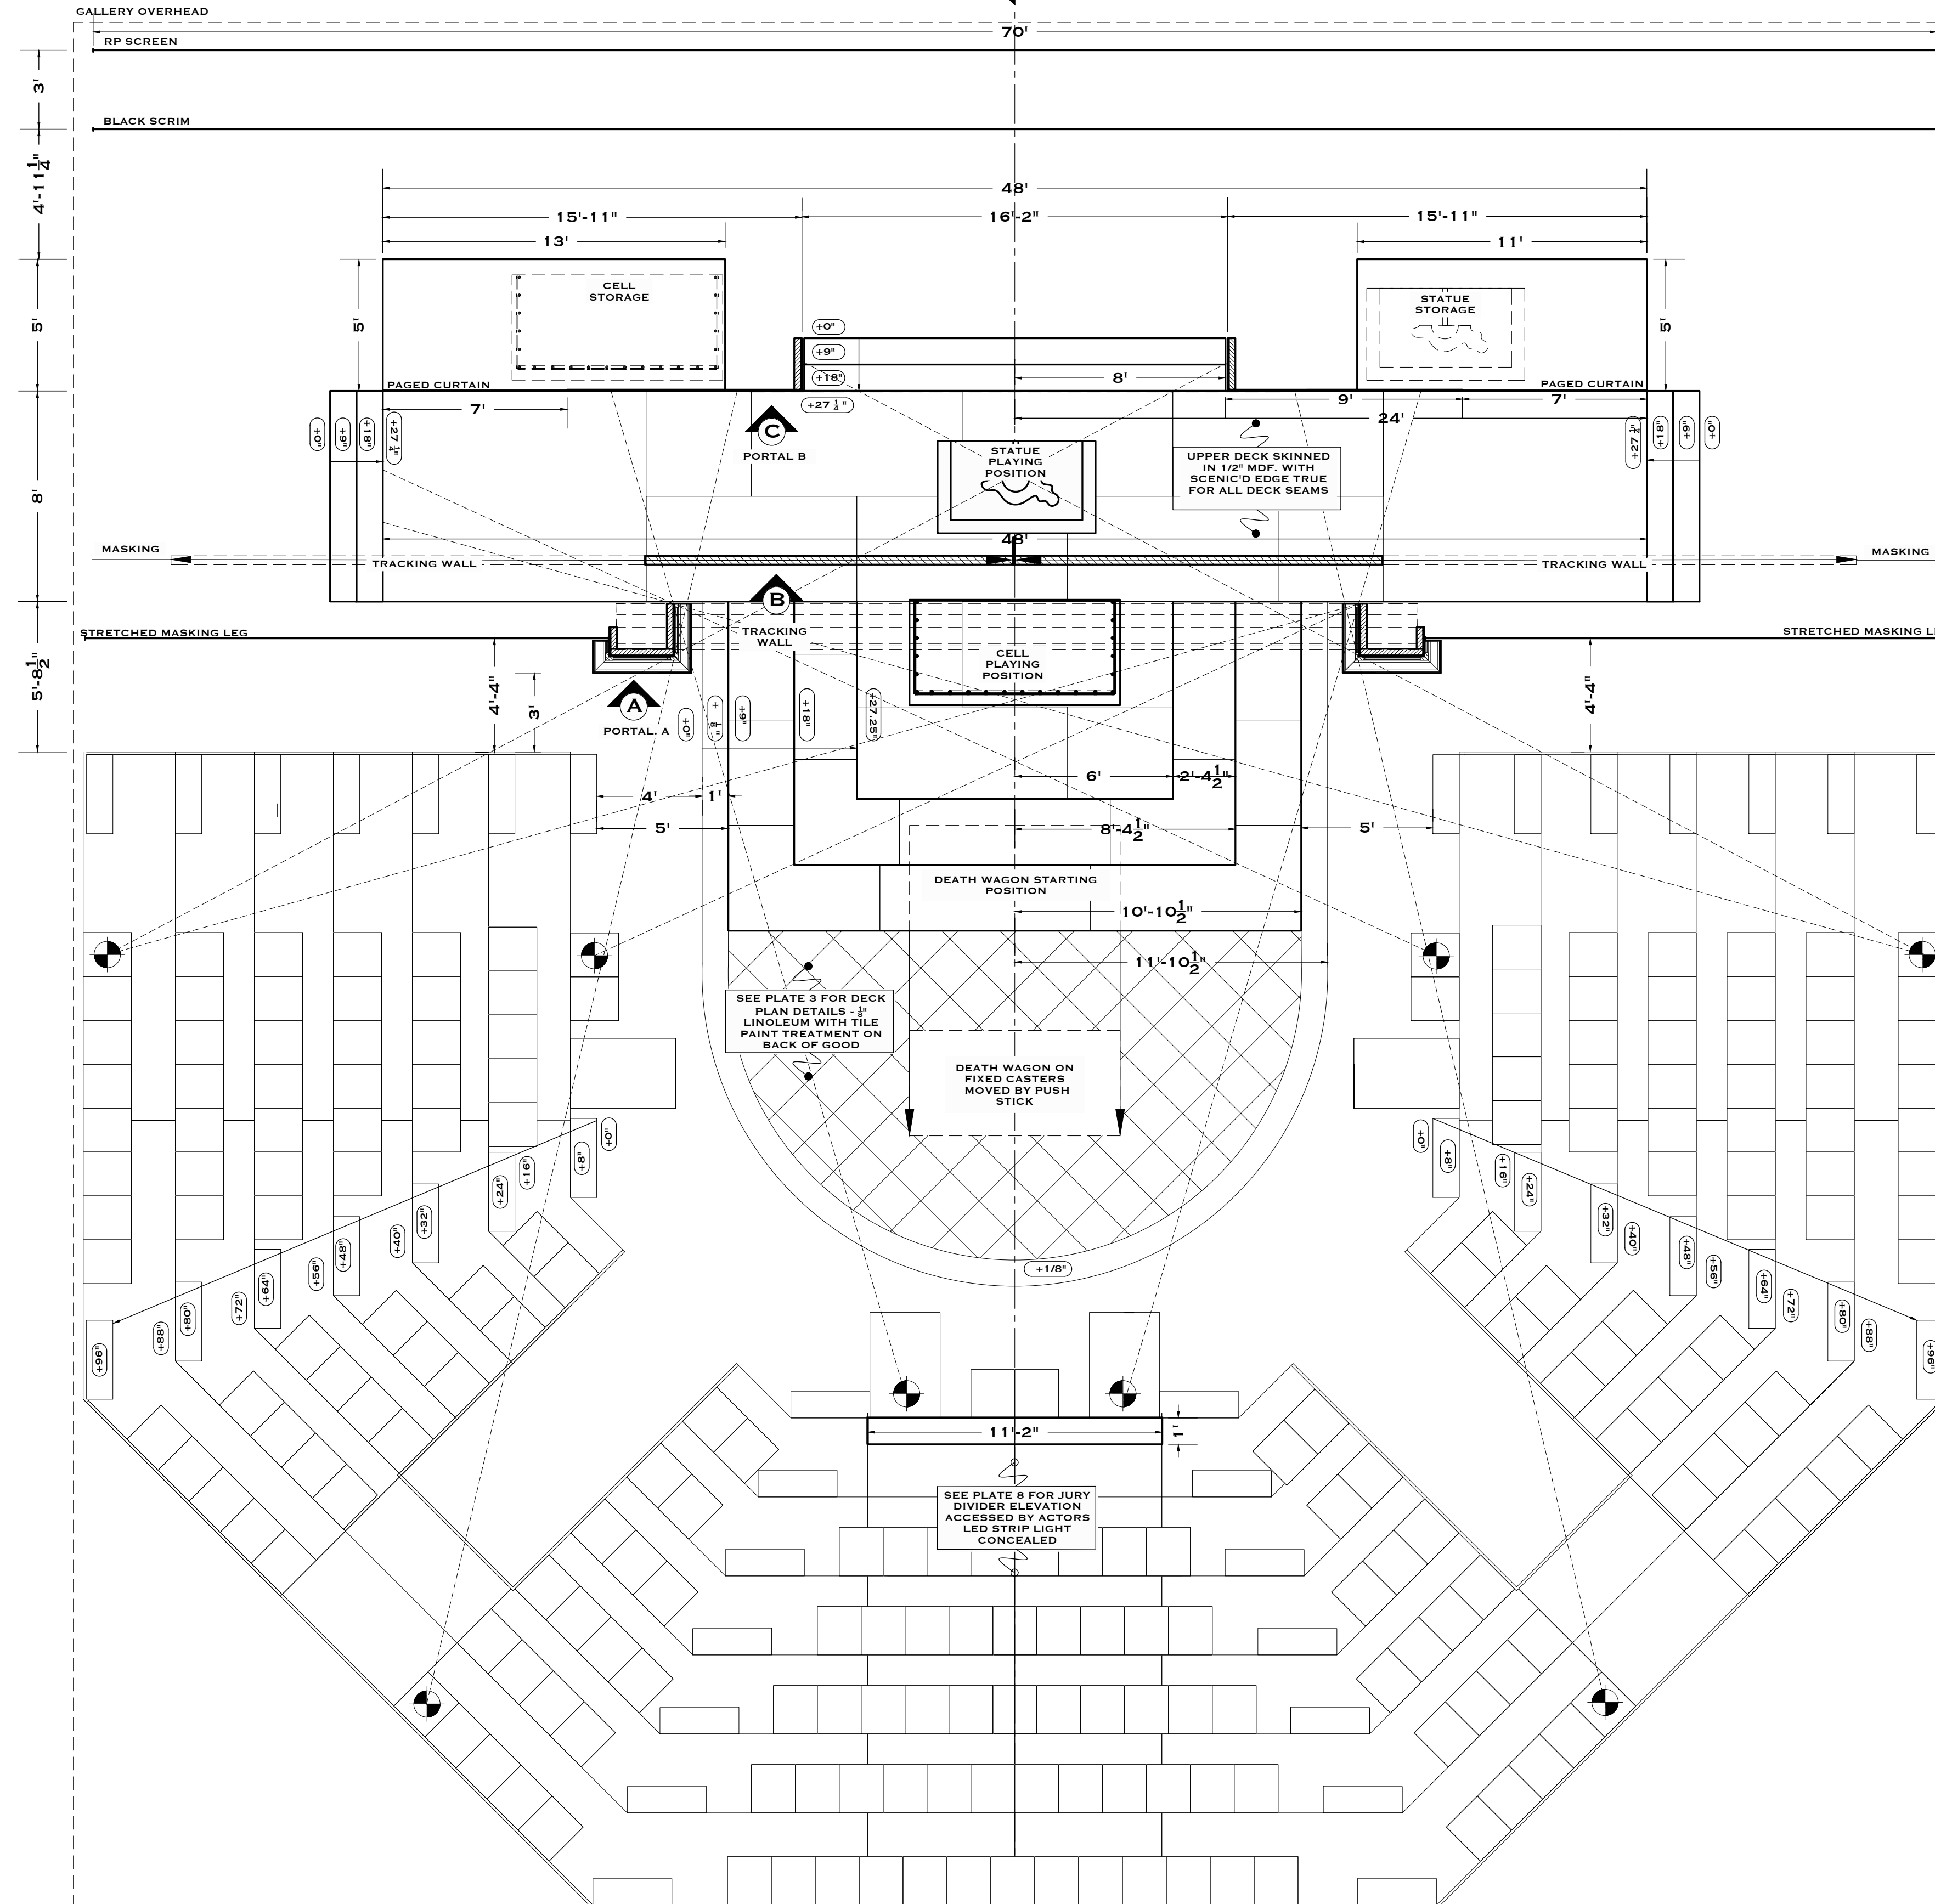 GALLERY OVERHEAD
70'
RP SCREEN
3'
BLACK SCRIM
4'-11 1/4"
48'
15'-11"
16'-2"
15'-11"
13'
11'
CELL
STORAGE
STATUE
STORAGE
5'
5'
5'
+0"
+9"
+18"
+27 1/4"
8'
PAGED CURTAIN
PAGED CURTAIN
7'
9'
7'
24'
+0"
+9"
+18"
+27 1/4"
+27 1/4"
+18"
+9"
+0"
C
PORTAL B
STATUE
PLAYING
POSITION
UPPER DECK SKINNED
IN 1/2" MDF. WITH
SCENIC'D EDGE TRUE
FOR ALL DECK SEAMS
8'
48'
MASKING
TRACKING WALL
TRACKING WALL
MASKING
B
TRACKING
WALL
STRETCHED MASKING LEG
STRETCHED MASKING LE
CELL
PLAYING
POSITION
5'-8 1/2"
4'-4"
3'
A
PORTAL. A
+0"
+ 1/8"
+9"
+18"
+27.25"
4'-4"
6'
2'-4 1/2"
4'
1'
5'
8'-4 1/2"
5'
DEATH WAGON STARTING
POSITION
10'-10 1/2"
11'-10 1/2"
SEE PLATE 3 FOR DECK
PLAN DETAILS - 1/8"
LINOLEUM WITH TILE
PAINT TREATMENT ON
BACK OF GOOD
DEATH WAGON ON
FIXED CASTERS
MOVED BY PUSH
STICK
+0"
+8"
+16"
+24"
+32"
+40"
+48"
+56"
+64"
+72"
+80"
+88"
+96"
+0"
+8"
+16"
+24"
+32"
+40"
+48"
+56"
+64"
+72"
+80"
+88"
+96"
+1/8"
11'-2"
1'
SEE PLATE 8 FOR JURY
DIVIDER ELEVATION
ACCESSED BY ACTORS
LED STRIP LIGHT
CONCEALED